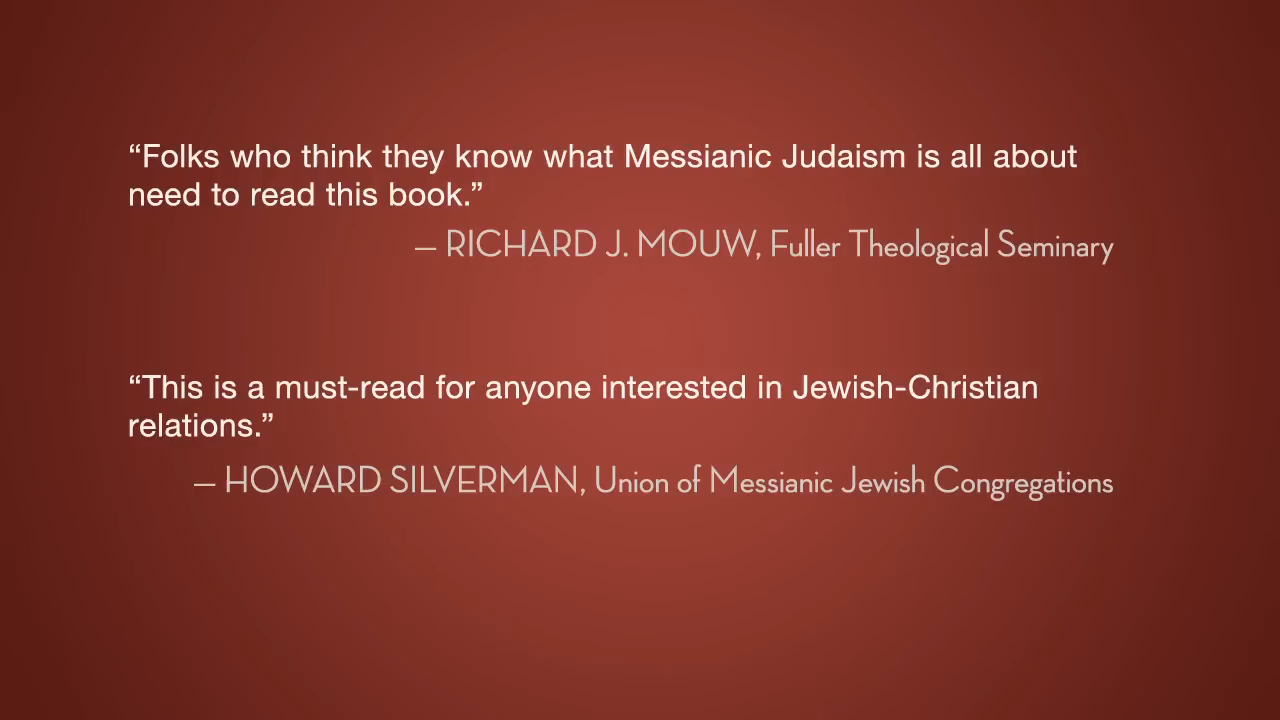 “Folks who think they know what Messianic Judaism is all about
need to read this book.”
– RICHARD J. MOUW, Fuller Theological Seminary
“This is a must-read for anyone interested in Jewish-Christian
relations.”
– HOWARD SILVERMAN, Union of Messianic Jewish Congregations